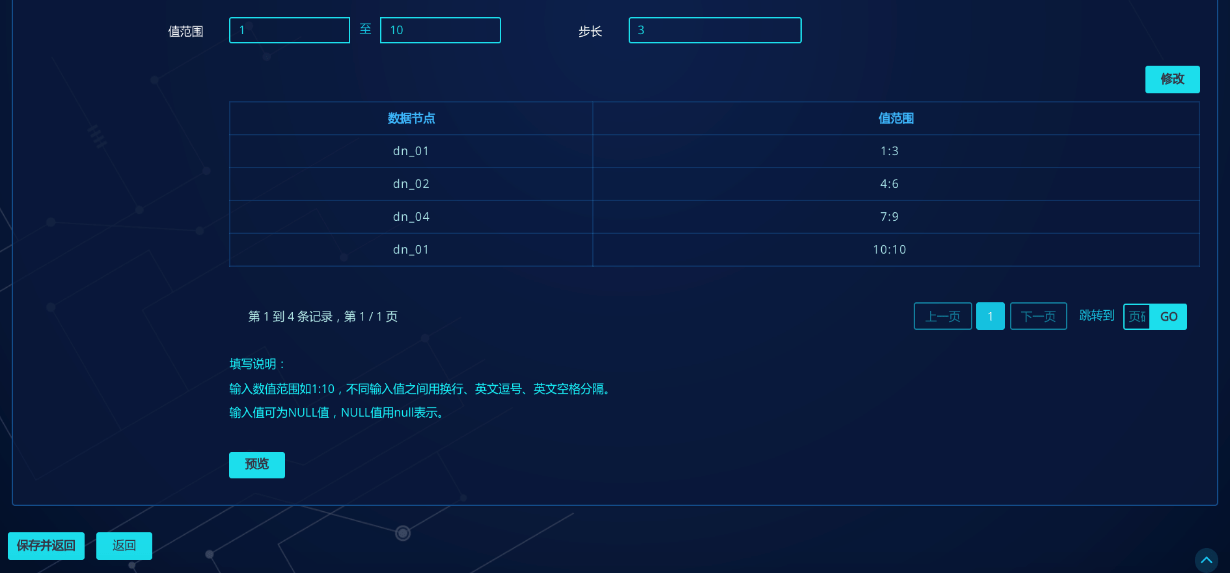 值范围 1 至 10 步长 3
修改
数据节点 值范围
dn_01 1:3
dn_02 4:6
dn_04 7:9
dn_01 10:10
第 1 到 4 条记录，第 1 / 1 页 上一页 1 下一页 跳转到 页码 GO
填写说明：
输入数值范围如1:10，不同输入值之间用换行、英文逗号、英文空格分隔。
输入值可为NULL值，NULL值用null表示。
预览
保存并返回 返回